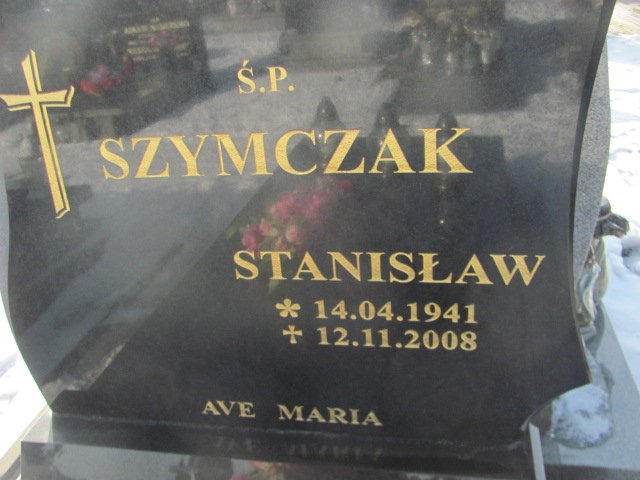 Ś.P.
SZYMCZAK
STANISŁAW
* 14.04.1941
✝ 12.11.2008
AVE MARIA